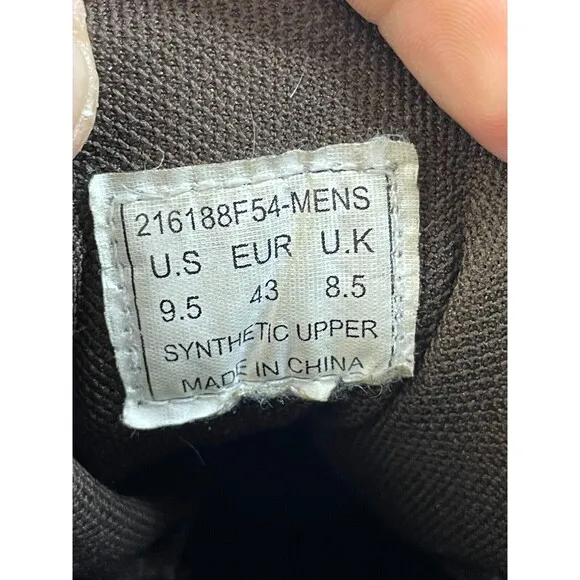 216188F54-MENS
U.S EUR U.K
9.5 43 8.5
SYNTHETIC UPPER
MADE IN CHINA